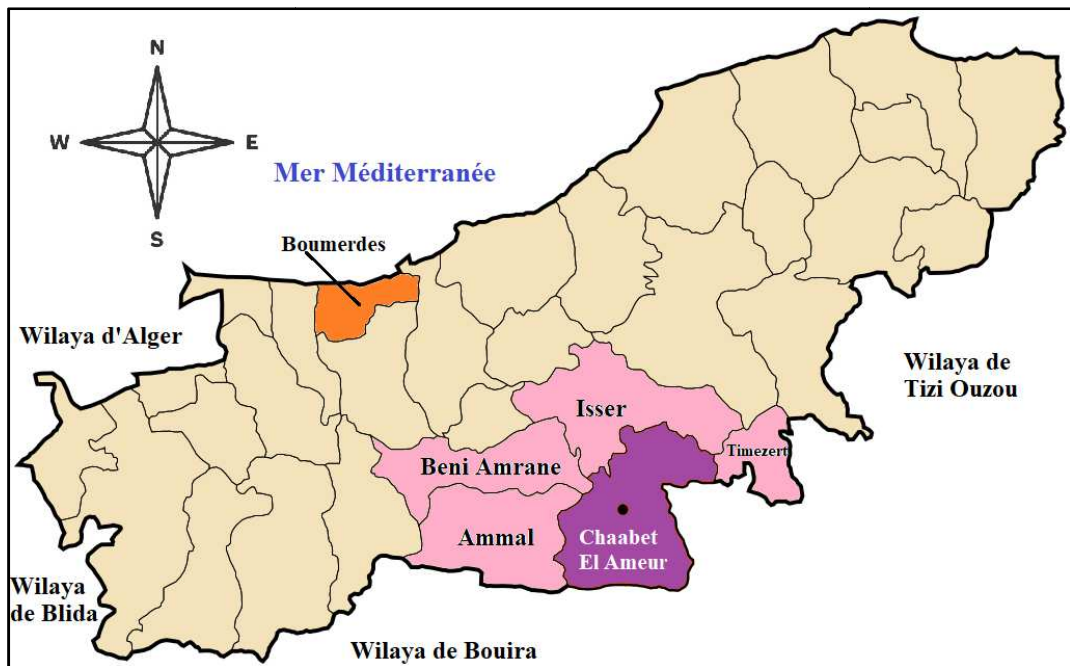 N
W E
S
Mer Méditerranée
Boumerdes
Wilaya d'Alger
Wilaya de
Tizi Ouzou
Isser
Timezert
Beni Amrane
Ammal
Chaabet
El Ameur
Wilaya
de Blida
Wilaya de Bouira